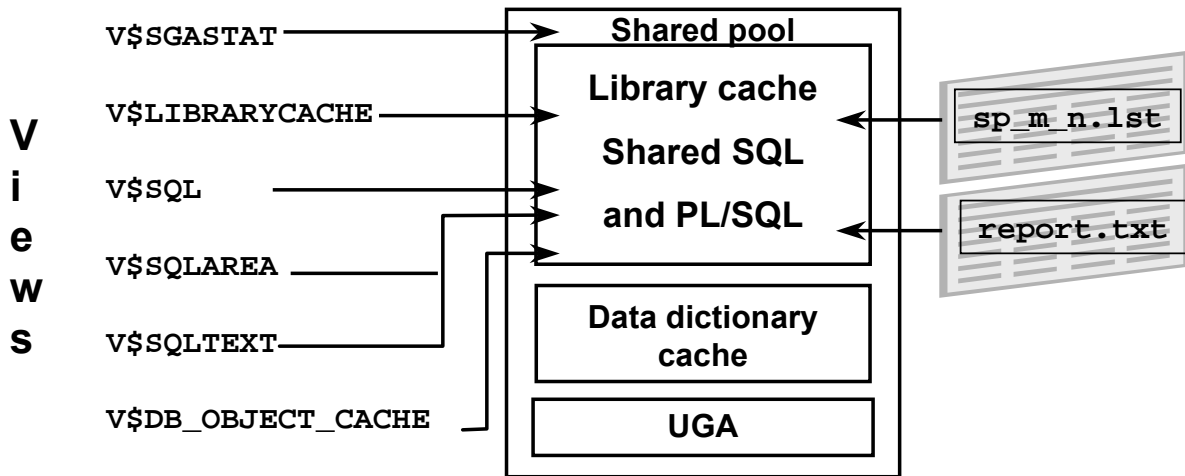 Views
V$SGASTAT
V$LIBRARYCACHE
V$SQL
V$SQLAREA
V$SQLTEXT
V$DB_OBJECT_CACHE
Shared pool
Library cache
Shared SQL
and PL/SQL
Data dictionary
cache
UGA
sp_m_n.lst
report.txt